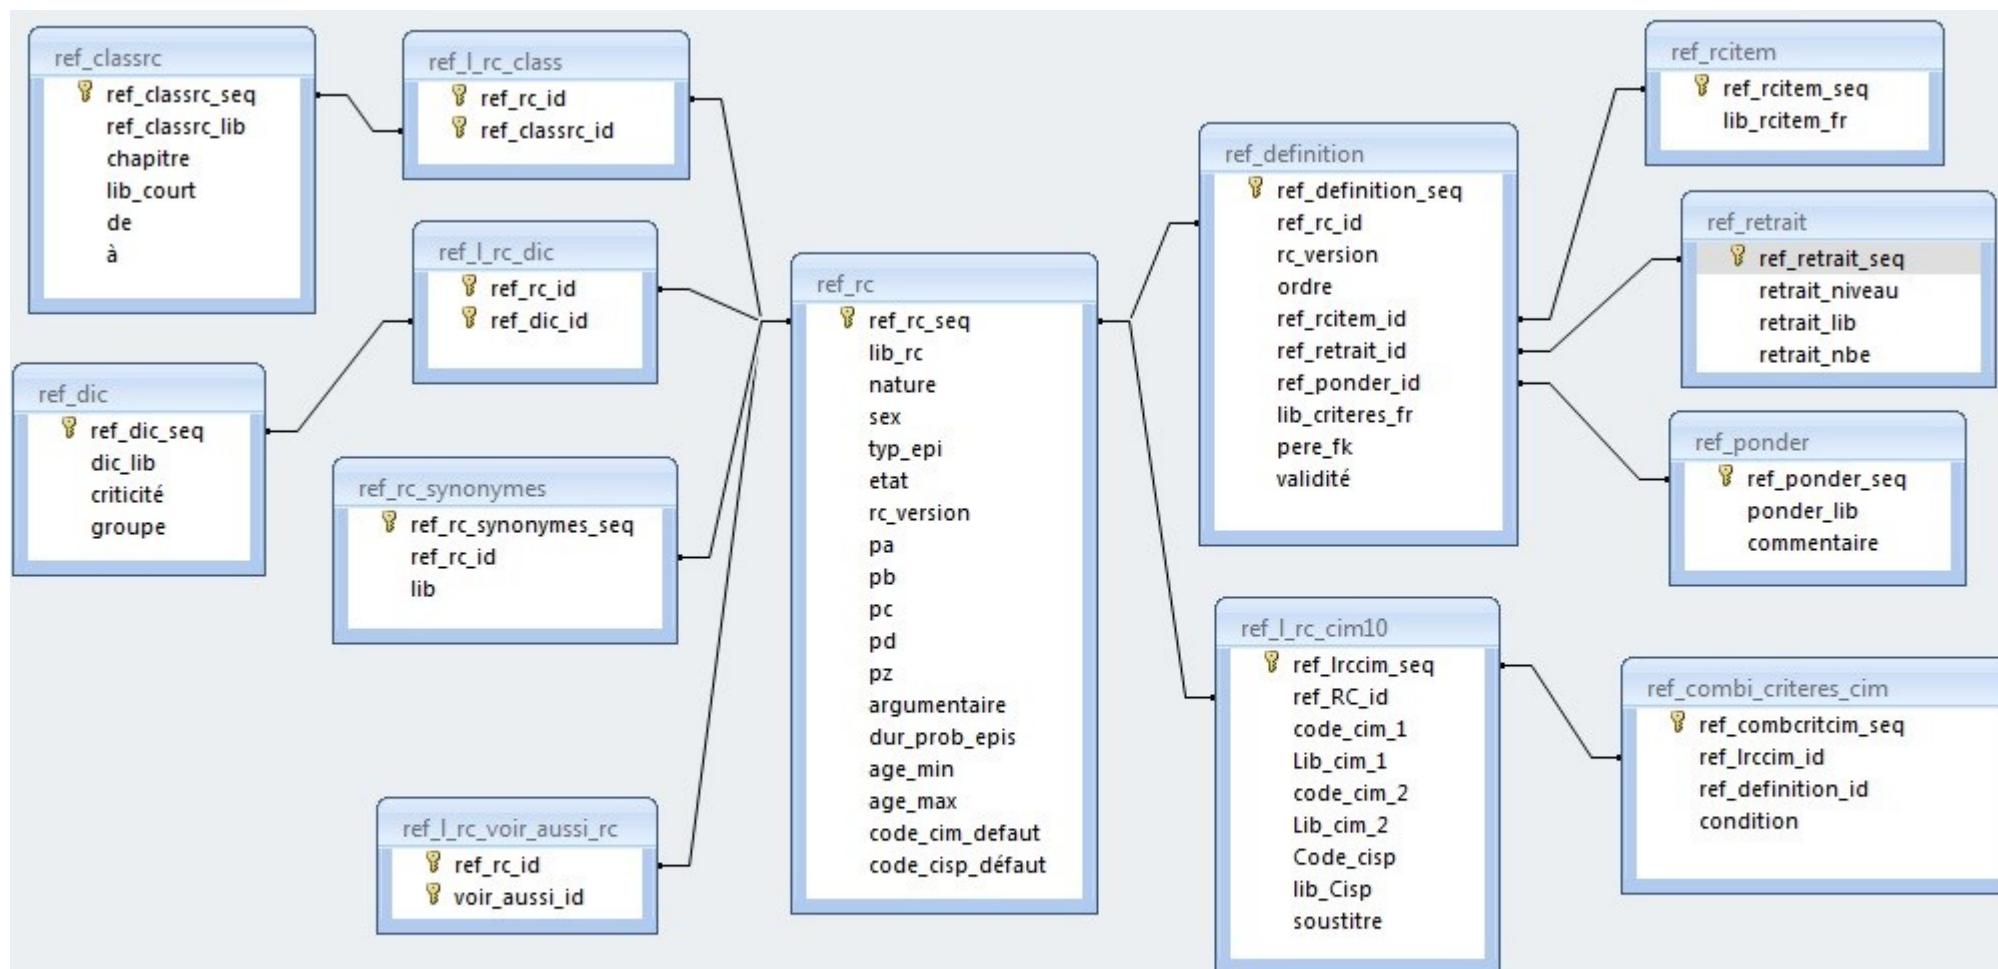 ref_classrc
ref_classrc_seq
ref_classrc_lib
chapitre
lib_court
de
à
ref_l_rc_class
ref_rc_id
ref_classrc_id
ref_l_rc_dic
ref_rc_id
ref_dic_id
ref_dic
ref_dic_seq
dic_lib
criticité
groupe
ref_rc_synonymes
ref_rc_synonymes_seq
ref_rc_id
lib
ref_l_rc_voir_aussi_rc
ref_rc_id
voir_aussi_id
ref_rc
ref_rc_seq
lib_rc
nature
sex
typ_epi
etat
rc_version
pa
pb
pc
pd
pz
argumentaire
dur_prob_epis
age_min
age_max
code_cim_defaut
code_cisp_défaut
ref_definition
ref_definition_seq
ref_rc_id
rc_version
ordre
ref_rcitem_id
ref_retrait_id
ref_ponder_id
lib_criteres_fr
pere_fk
validité
ref_l_rc_cim10
ref_lrccim_seq
ref_RC_id
code_cim_1
Lib_cim_1
code_cim_2
Lib_cim_2
Code_cisp
lib_Cisp
soustitre
ref_rcitem
ref_rcitem_seq
lib_rcitem_fr
ref_retrait
ref_retrait_seq
retrait_niveau
retrait_lib
retrait_nbe
ref_ponder
ref_ponder_seq
ponder_lib
commentaire
ref_combi_criteres_cim
ref_combcritcim_seq
ref_lrccim_id
ref_definition_id
condition